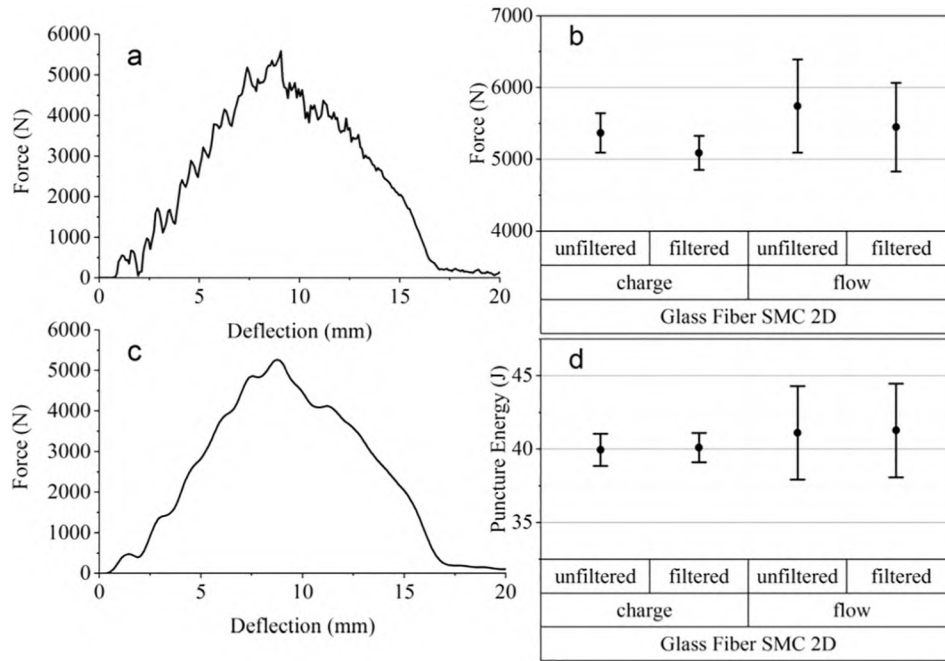 a
6000
5000
4000
3000
2000
1000
0
Force (N)
0 5 10 15 20
Deflection (mm)
b
7000
6000
5000
4000
Force (N)
unfiltered filtered unfiltered filtered
charge flow
Glass Fiber SMC 2D
c
6000
5000
4000
3000
2000
1000
0
Force (N)
0 5 10 15 20
Deflection (mm)
d
45
40
35
Puncture Energy (J)
unfiltered filtered unfiltered filtered
charge flow
Glass Fiber SMC 2D